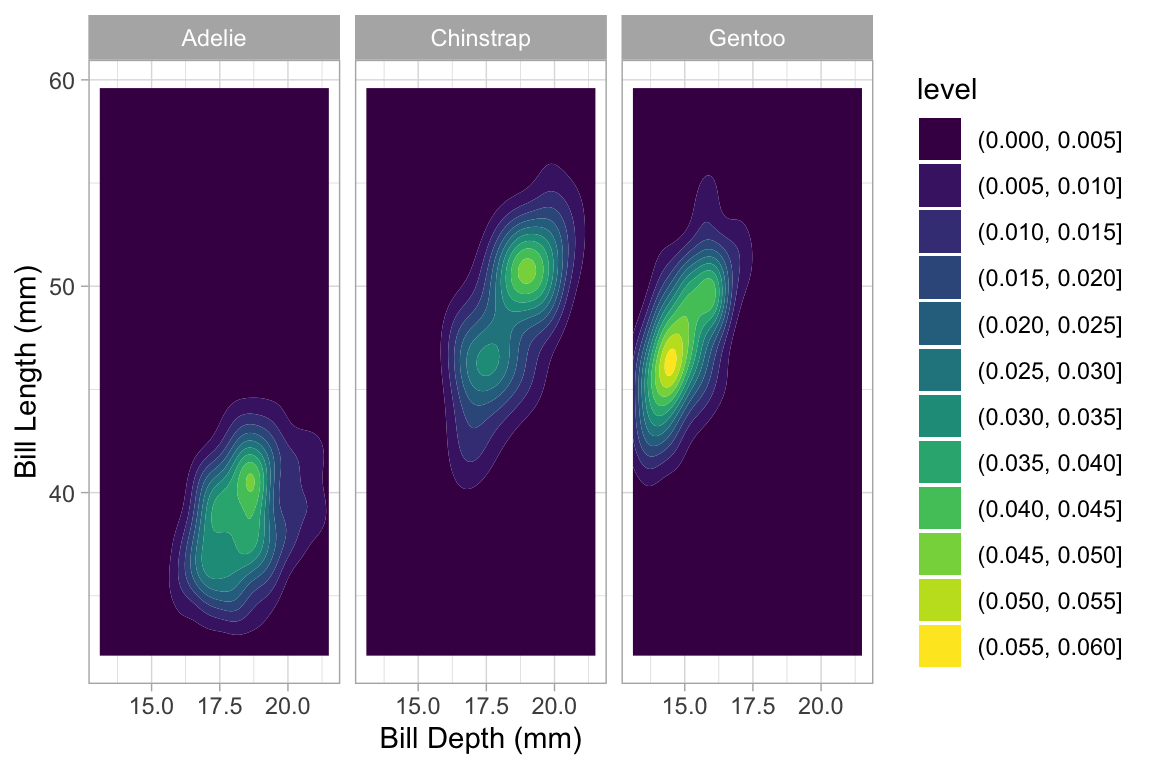 Adelie
Chinstrap
Gentoo
60
50
40
Bill Length (mm)
15.0 17.5 20.0
15.0 17.5 20.0
15.0 17.5 20.0
Bill Depth (mm)
level
(0.000, 0.005]
(0.005, 0.010]
(0.010, 0.015]
(0.015, 0.020]
(0.020, 0.025]
(0.025, 0.030]
(0.030, 0.035]
(0.035, 0.040]
(0.040, 0.045]
(0.045, 0.050]
(0.050, 0.055]
(0.055, 0.060]